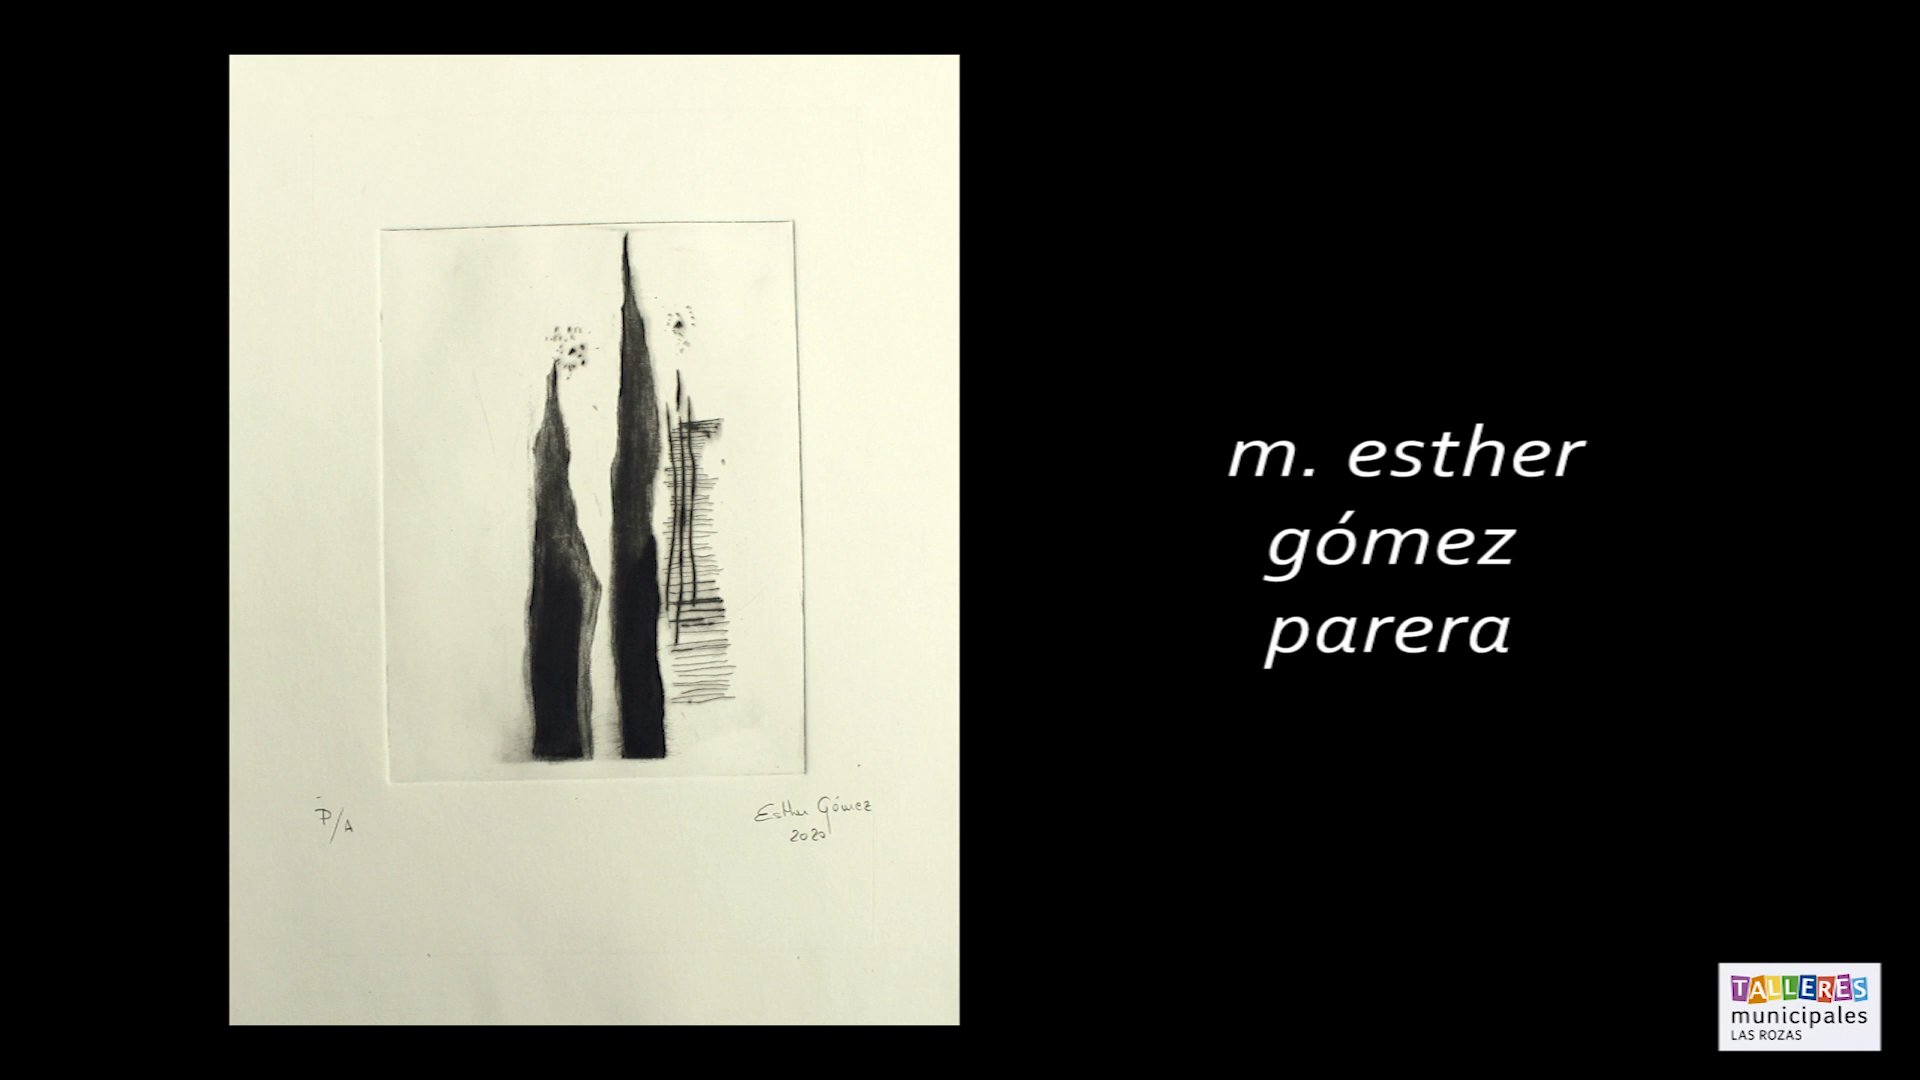 m. esther
gómez
parera
P/A
Esther Gómez
2020
TALLERES
municipales
LAS ROZAS